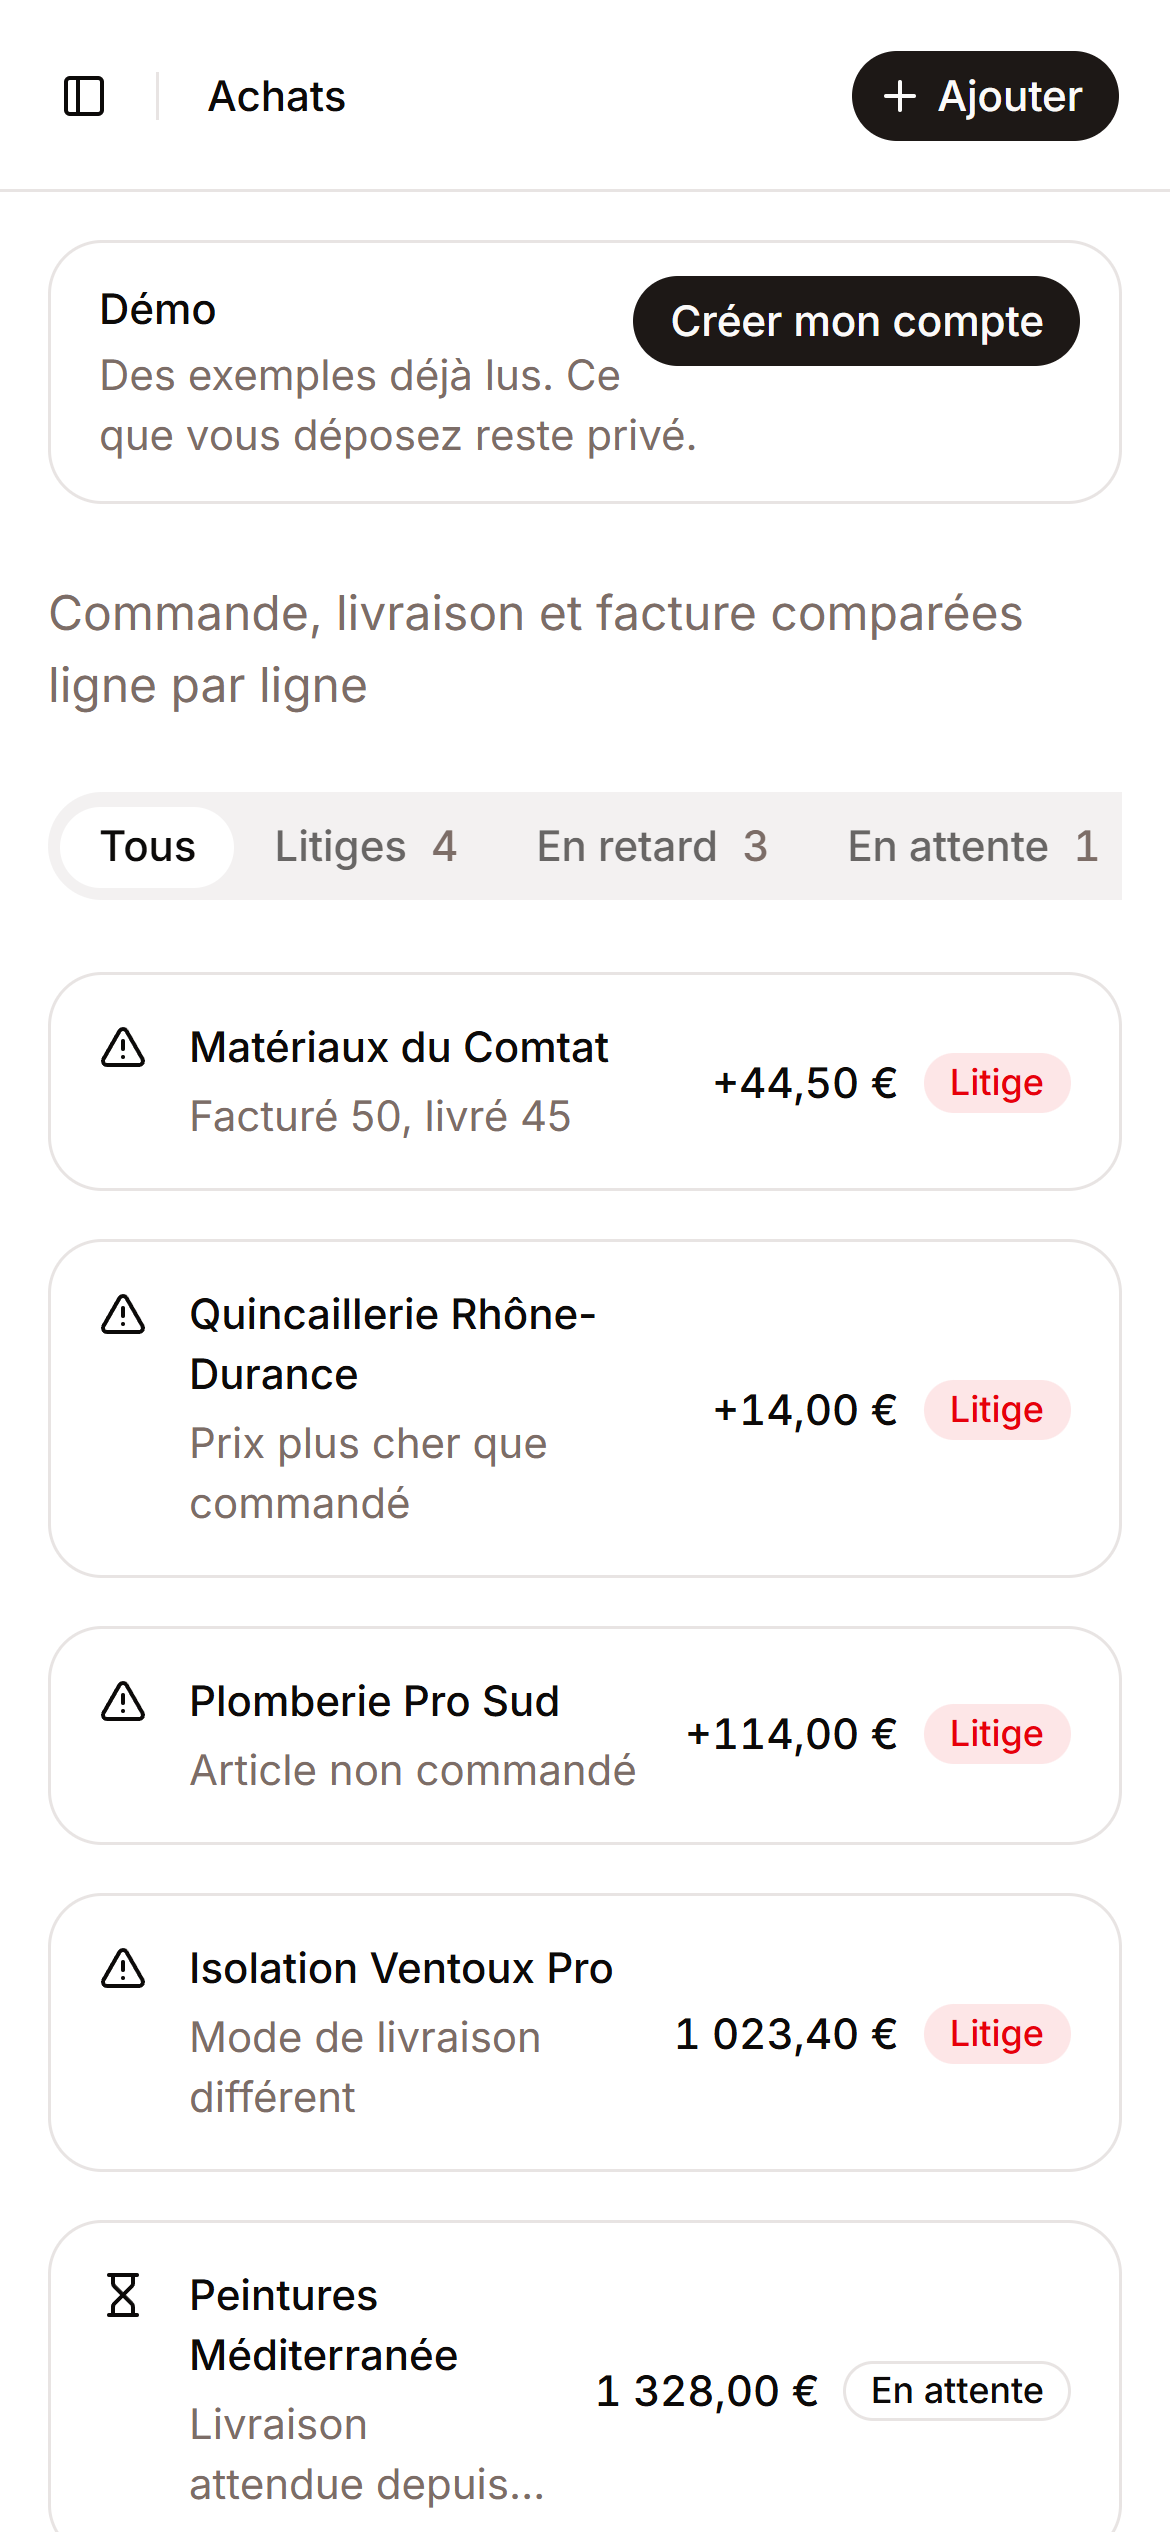 Achats
+ Ajouter
Démo
Créer mon compte
Des exemples déjà lus. Ce
que vous déposez reste privé.
Commande, livraison et facture comparées
ligne par ligne
Tous Litiges 4 En retard 3 En attente 1
Matériaux du Comtat
Facturé 50, livré 45
+44,50 € Litige
Quincaillerie Rhône-
Durance
Prix plus cher que
commandé
+14,00 € Litige
Plomberie Pro Sud
Article non commandé
+114,00 € Litige
Isolation Ventoux Pro
Mode de livraison
différent
1 023,40 € Litige
Peintures
Méditerranée
Livraison
attendue depuis...
1 328,00 € En attente